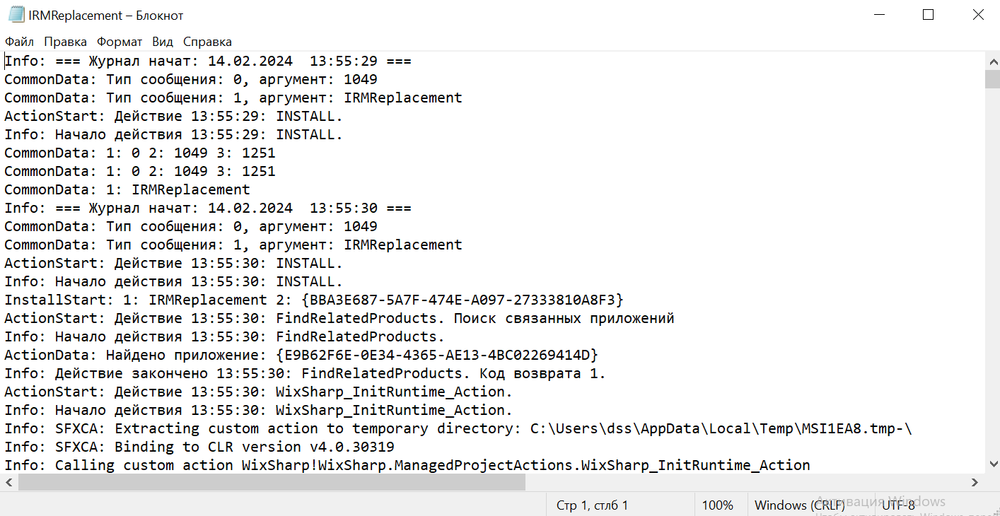 IRMReplacement – Блокнот
Файл Правка Формат Вид Справка
Info: === Журнал начат: 14.02.2024  13:55:29 ===
CommonData: Тип сообщения: 0, аргумент: 1049
CommonData: Тип сообщения: 1, аргумент: IRMReplacement
ActionStart: Действие 13:55:29: INSTALL.
Info: Начало действия 13:55:29: INSTALL.
CommonData: 1: 0 2: 1049 3: 1251
CommonData: 1: 0 2: 1049 3: 1251
CommonData: 1: IRMReplacement
Info: === Журнал начат: 14.02.2024  13:55:30 ===
CommonData: Тип сообщения: 0, аргумент: 1049
CommonData: Тип сообщения: 1, аргумент: IRMReplacement
ActionStart: Действие 13:55:30: INSTALL.
Info: Начало действия 13:55:30: INSTALL.
InstallStart: 1: IRMReplacement 2: {BBA3E687-5A7F-474E-A097-27333810A8F3}
ActionStart: Действие 13:55:30: FindRelatedProducts. Поиск связанных приложений
Info: Начало действия 13:55:30: FindRelatedProducts.
ActionData: Найдено приложение: {E9B62F6E-0E34-4365-AE13-4BC02269414D}
Info: Действие закончено 13:55:30: FindRelatedProducts. Код возврата 1.
ActionStart: Действие 13:55:30: WixSharp_InitRuntime_Action.
Info: Начало действия 13:55:30: WixSharp_InitRuntime_Action.
Info: SFXCA: Extracting custom action to temporary directory: C:\Users\dss\AppData\Local\Temp\MSI1EA8.tmp-\
Info: SFXCA: Binding to CLR version v4.0.30319
Info: Calling custom action WixSharp!WixSharp.ManagedProjectActions.WixSharp_InitRuntime_Action
Стр 1, стлб 1 100% Windows (CRLF) UTF-8
Активация Windows